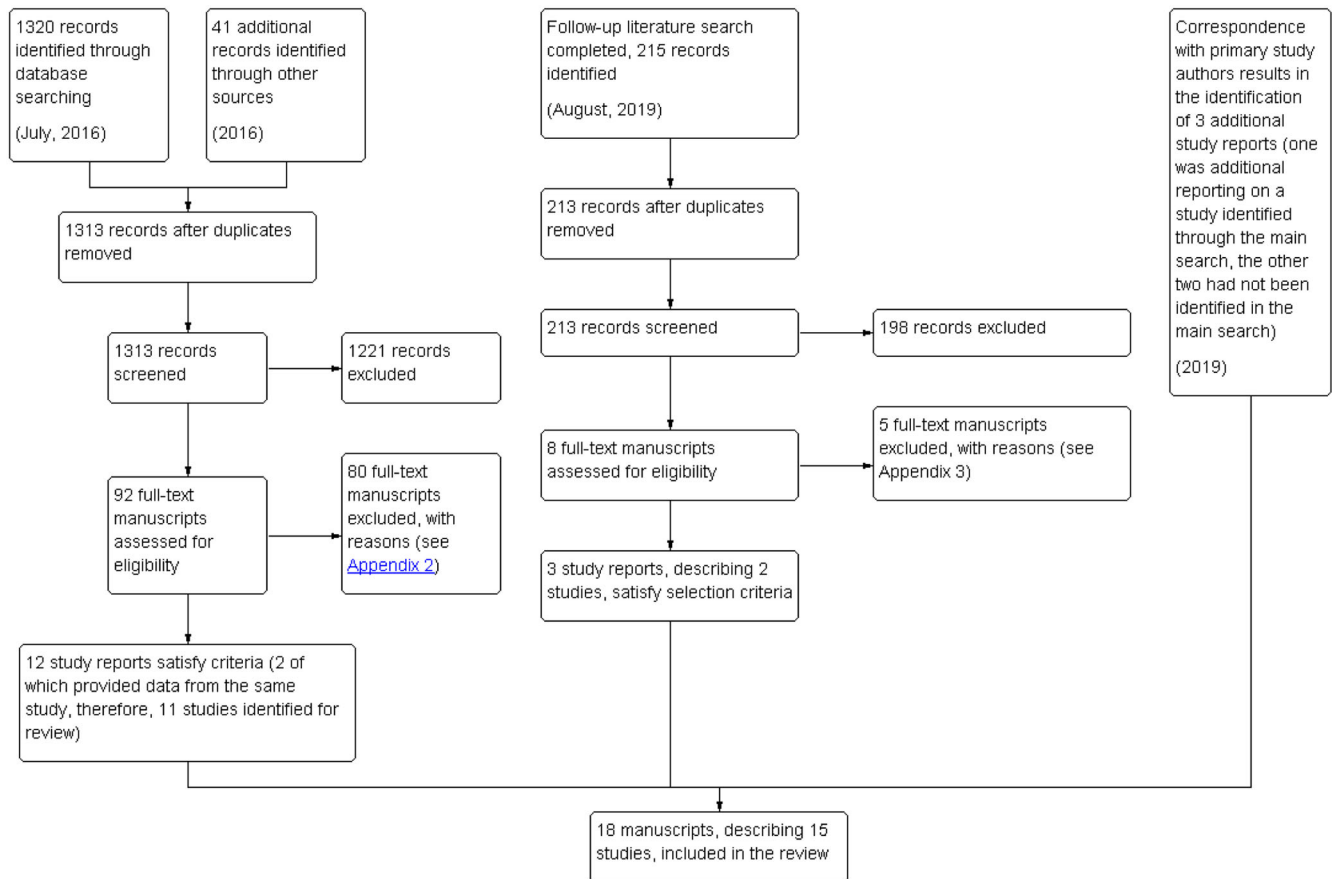 1320 records
identified through
database
searching
(July, 2016)
41 additional
records identified
through other
sources
(2016)
1313 records after duplicates
removed
1313 records
screened
1221 records
excluded
92 full-text
manuscripts
assessed for
eligibility
80 full-text
manuscripts
excluded, with
reasons (see
Appendix 2)
12 study reports satisfy criteria (2 of
which provided data from the same
study, therefore, 11 studies identified for
review)
Follow-up literature search
completed, 215 records
identified
(August, 2019)
213 records after duplicates
removed
213 records screened
198 records excluded
8 full-text manuscripts
assessed for eligibility
5 full-text manuscripts
excluded, with reasons (see
Appendix 3)
3 study reports, describing 2
studies, satisfy selection criteria
Correspondence
with primary study
authors results in
the identification
of 3 additional
study reports (one
was additional
reporting on a
study identified
through the main
search, the other
two had not been
identified in the
main search)
(2019)
18 manuscripts, describing 15
studies, included in the review